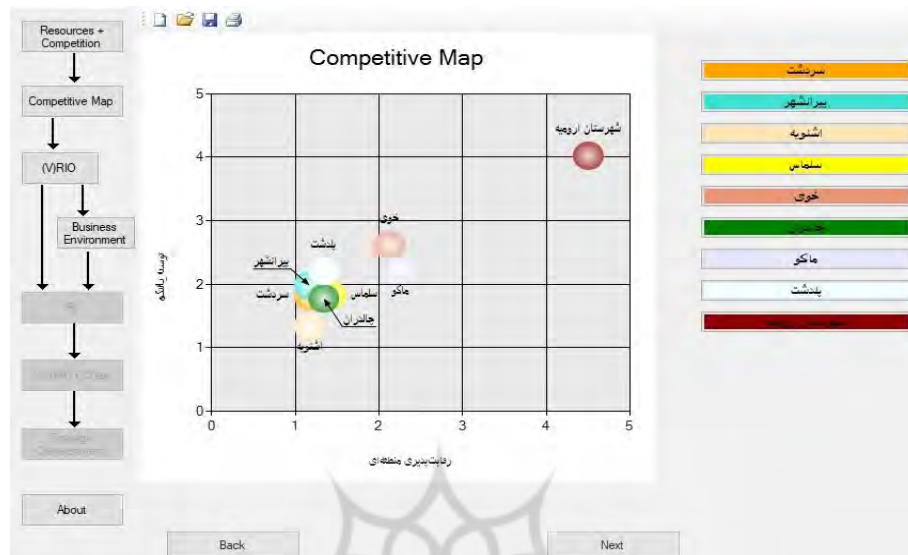 Resources +
Competition
Competitive Map
(V)RIO
Business
Environment
About
Competitive Map
توسعه یافتگی
5
4
3
2
1
0
0
1
2
3
4
5
رقابت‌پذیری منطقه‌ای
شهرستان ارومیه
خوی
پلدشت
پیرانشهر
ماکو
سلماس
سردشت
چالدران
اشنویه
سردشت
پیرانشهر
اشنویه
سلماس
خوی
چالدران
ماکو
پلدشت
شهرستان ارومیه
Back
Next